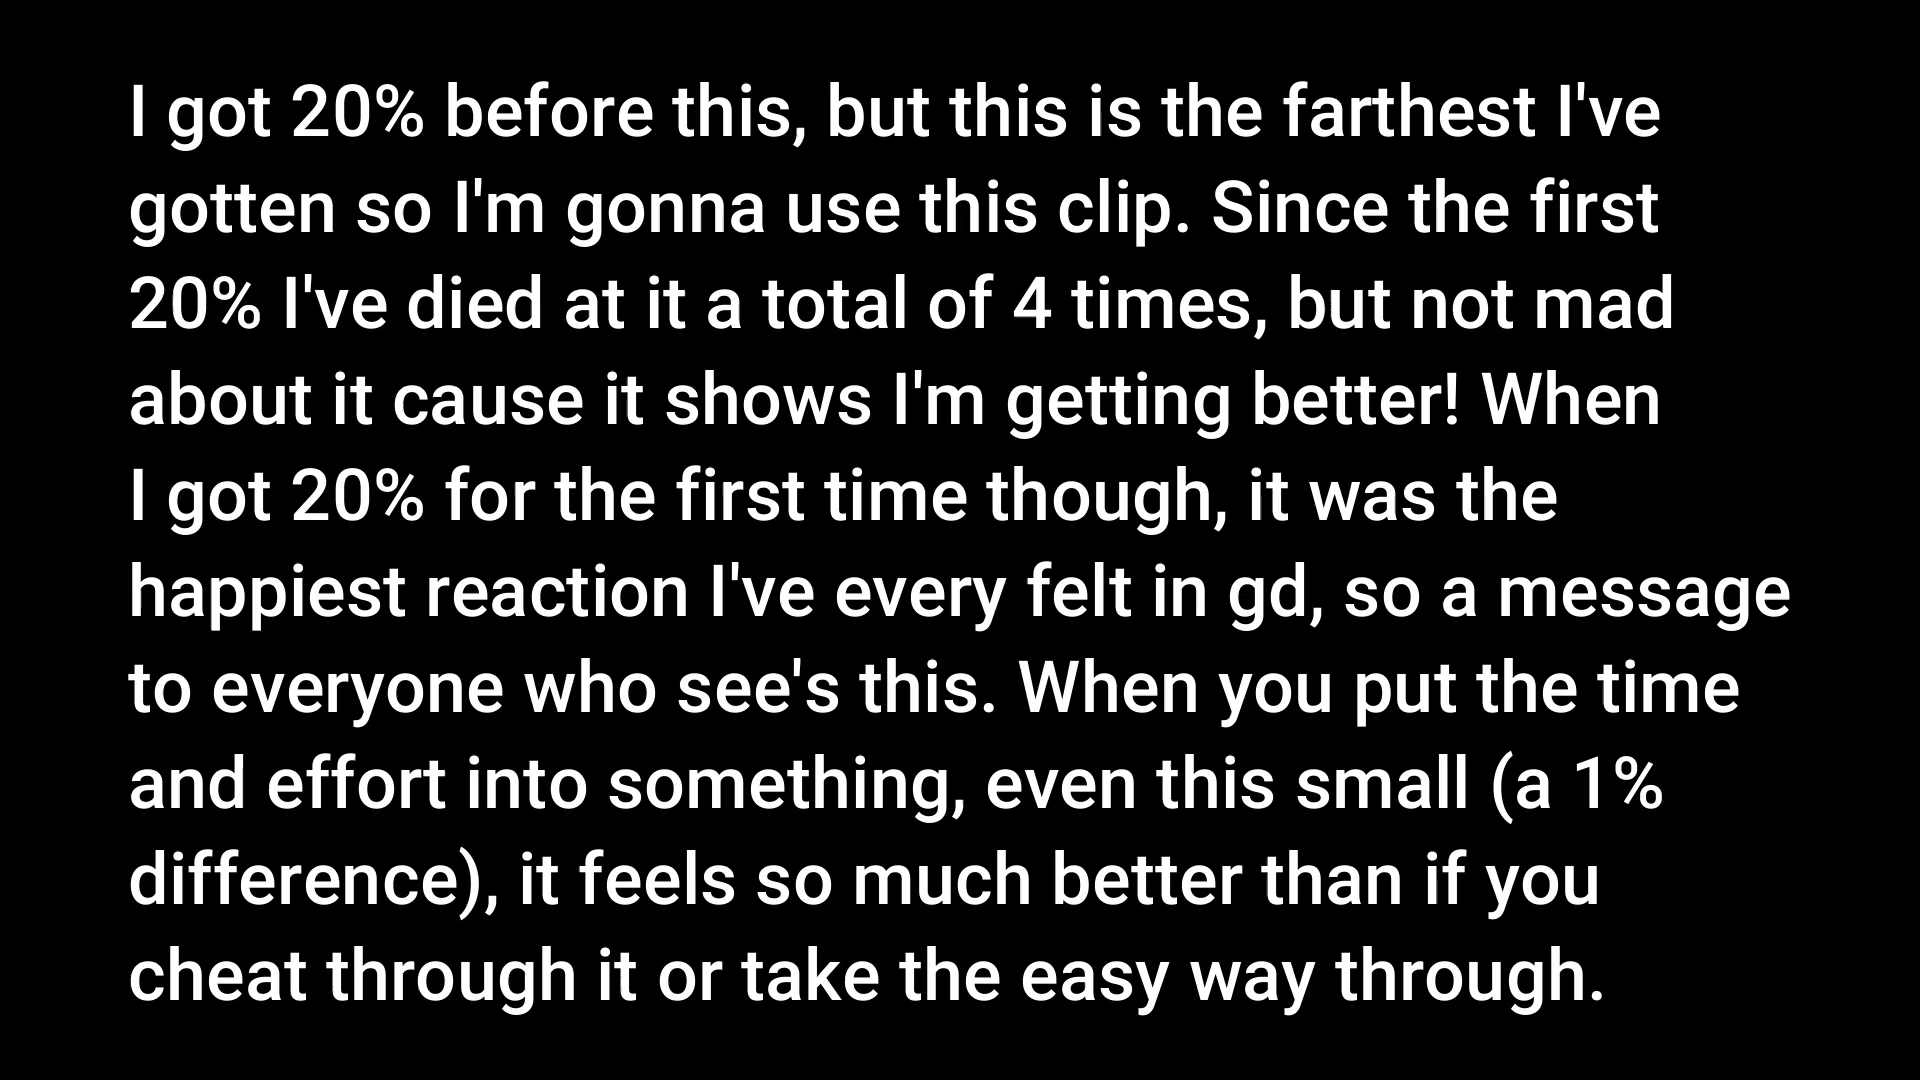 I got 20% before this, but this is the farthest I've
gotten so I'm gonna use this clip. Since the first
20% I've died at it a total of 4 times, but not mad
about it cause it shows I'm getting better! When
I got 20% for the first time though, it was the
happiest reaction I've every felt in gd, so a message
to everyone who see's this. When you put the time
and effort into something, even this small (a 1%
difference), it feels so much better than if you
cheat through it or take the easy way through.